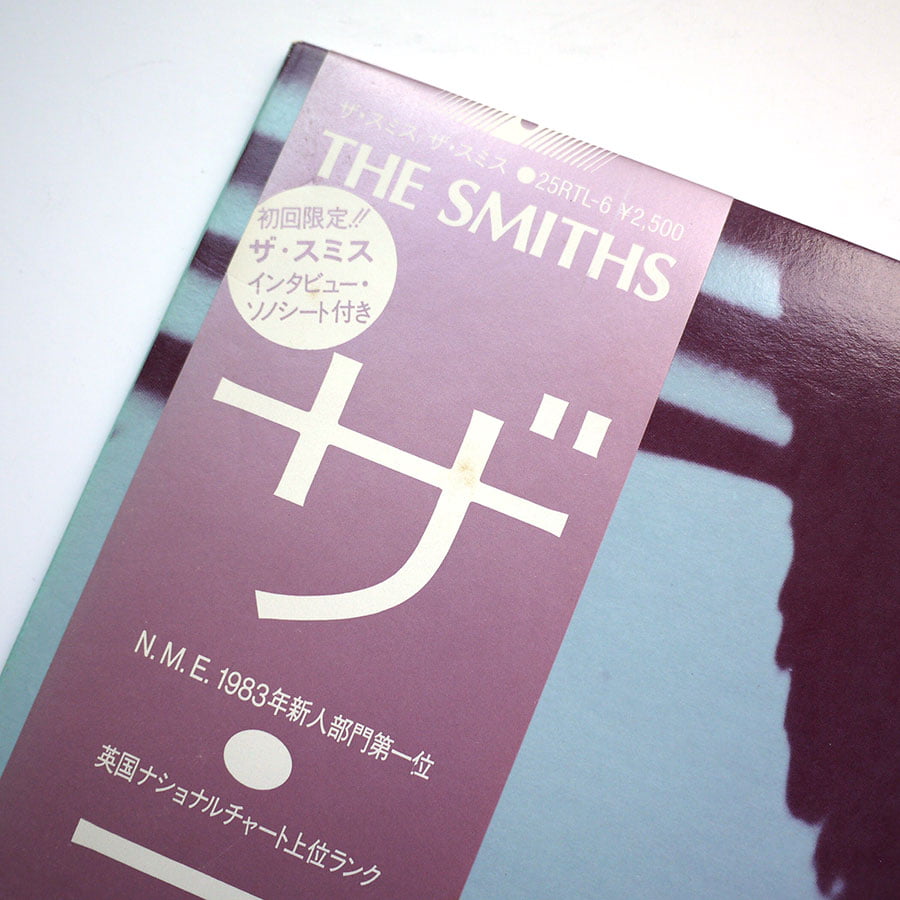 ザ・スミス ザ・スミス●25RTL-6 ¥2,500
THE SMITHS
初回限定!!
ザ・スミス
インタビュー・
ソノシート付き
ザ
N.M.E. 1983年新人部門第一位
英国ナショナルチャート上位ランク